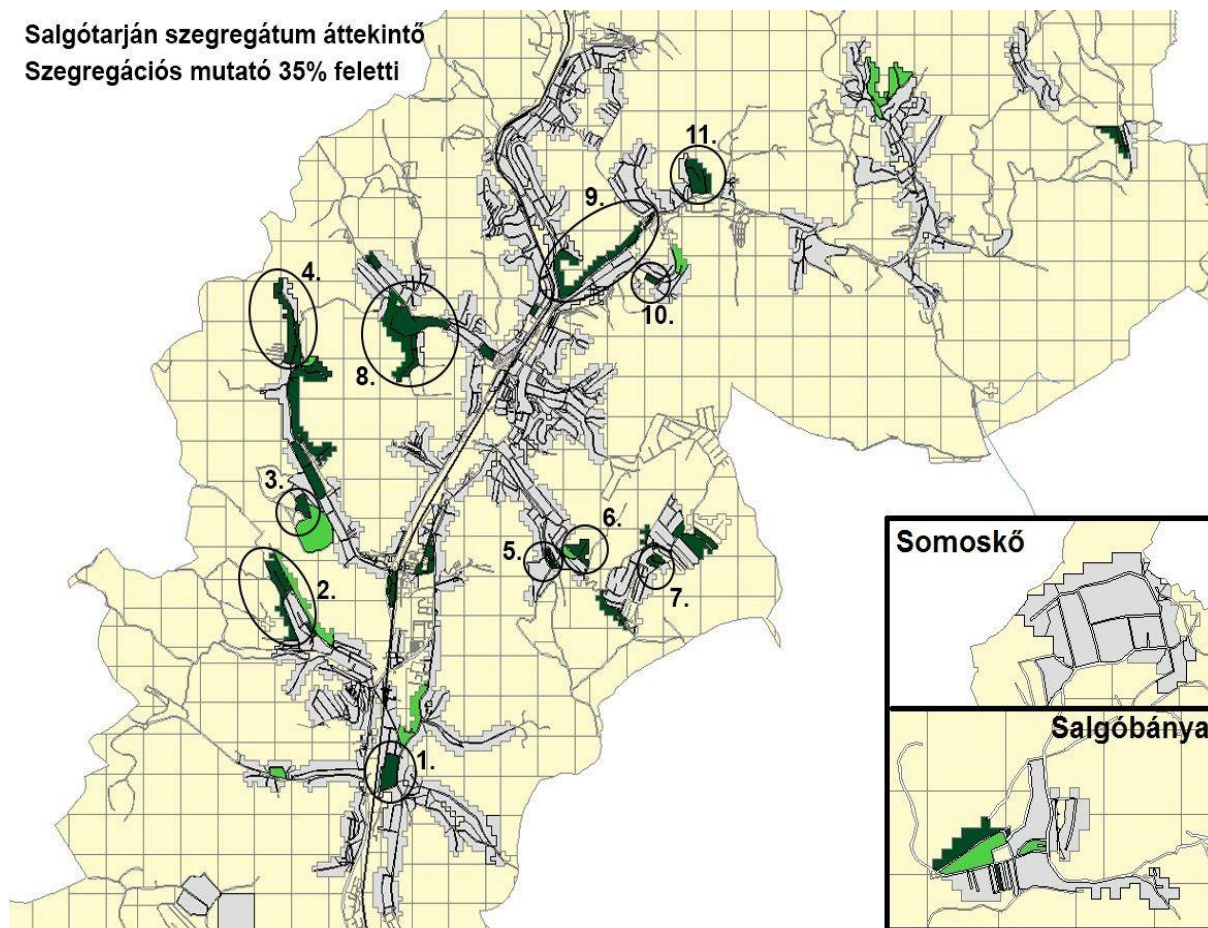 Salgótarján szegregátum áttekintő
Szegregációs mutató 35% feletti
11.
9.
4.
10.
8.
3.
6.
5.
2.
7.
1.
Somoskő
Salgóbánya